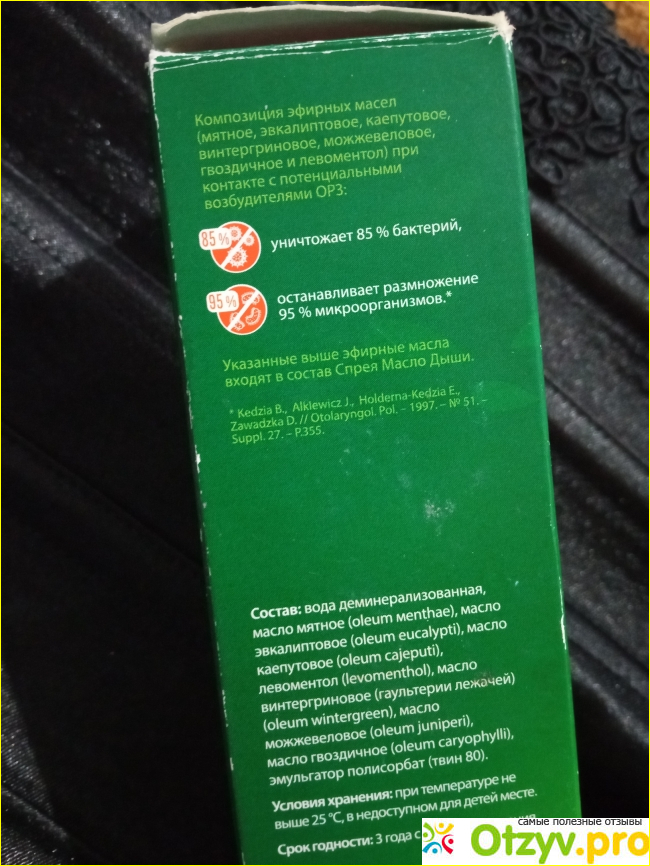 Композиция эфирных масел
(мятное, эвкалиптовое, каепутовое,
винтергриновое, можжевеловое,
гвоздичное и левоментол) при
контакте с потенциальными
возбудителями ОРЗ:
85 %
уничтожает 85 % бактерий,
95 %
останавливает размножение
95 % микроорганизмов.*
Указанные выше эфирные масла
входят в состав Спрея Масло Дыши.
* Kedzia B., Alkiewicz J., Holderna-Kedzia E.,
Zawadzka D. // Otolaryngol. Pol. – 1997. – № 51. –
Suppl. 27. – P.355.
Состав: вода деминерализованная,
масло мятное (oleum menthae), масло
эвкалиптовое (oleum eucalypti), масло
каепутовое (oleum cajeputi),
левоментол (levomenthol), масло
винтергриновое (гаультерии лежачей)
(oleum wintergreen), масло
можжевеловое (oleum juniperi),
масло гвоздичное (oleum caryophylli),
эмульгатор полисорбат (твин 80).
Условия хранения: при температуре не
выше 25 °С, в недоступном для детей месте.
Срок годности: 3 года с
самые полезные отзывы
Otzyv.pro